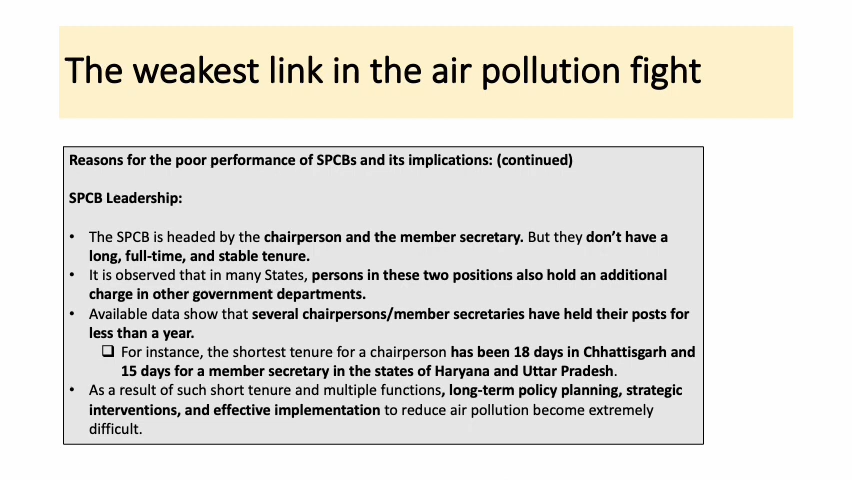 The weakest link in the air pollution fight
Reasons for the poor performance of SPCBs and its implications: (continued)
SPCB Leadership:
• The SPCB is headed by the chairperson and the member secretary. But they don’t have a
long, full-time, and stable tenure.
• It is observed that in many States, persons in these two positions also hold an additional
charge in other government departments.
• Available data show that several chairpersons/member secretaries have held their posts for
less than a year.
❑ For instance, the shortest tenure for a chairperson has been 18 days in Chhattisgarh and
15 days for a member secretary in the states of Haryana and Uttar Pradesh.
• As a result of such short tenure and multiple functions, long-term policy planning, strategic
interventions, and effective implementation to reduce air pollution become extremely
difficult.